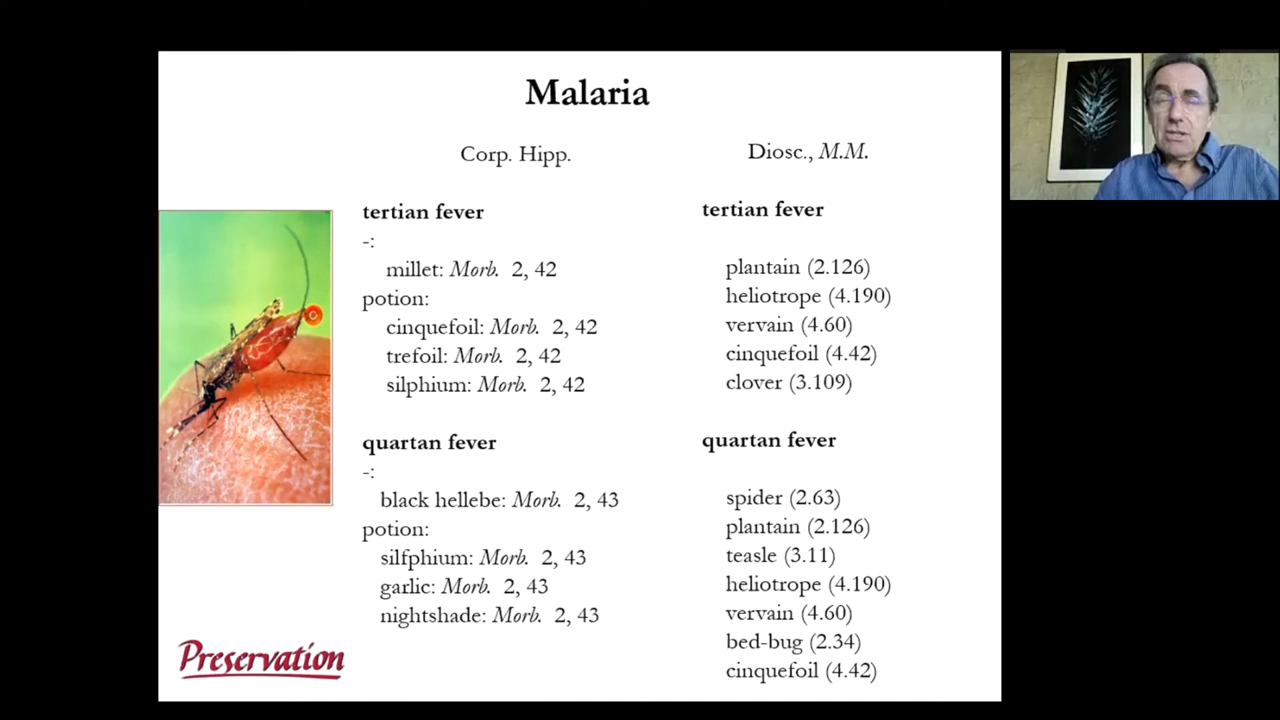 Malaria
Corp. Hipp.
tertian fever
-:
millet: Morb. 2, 42
potion:
cinquefoil: Morb. 2, 42
trefoil: Morb. 2, 42
silphium: Morb. 2, 42
quartan fever
-:
black hellebe: Morb. 2, 43
potion:
silfphium: Morb. 2, 43
garlic: Morb. 2, 43
nightshade: Morb. 2, 43
Diosc., M.M.
tertian fever
plantain (2.126)
heliotrope (4.190)
vervain (4.60)
cinquefoil (4.42)
clover (3.109)
quartan fever
spider (2.63)
plantain (2.126)
teasle (3.11)
heliotrope (4.190)
vervain (4.60)
bed-bug (2.34)
cinquefoil (4.42)
Preservation